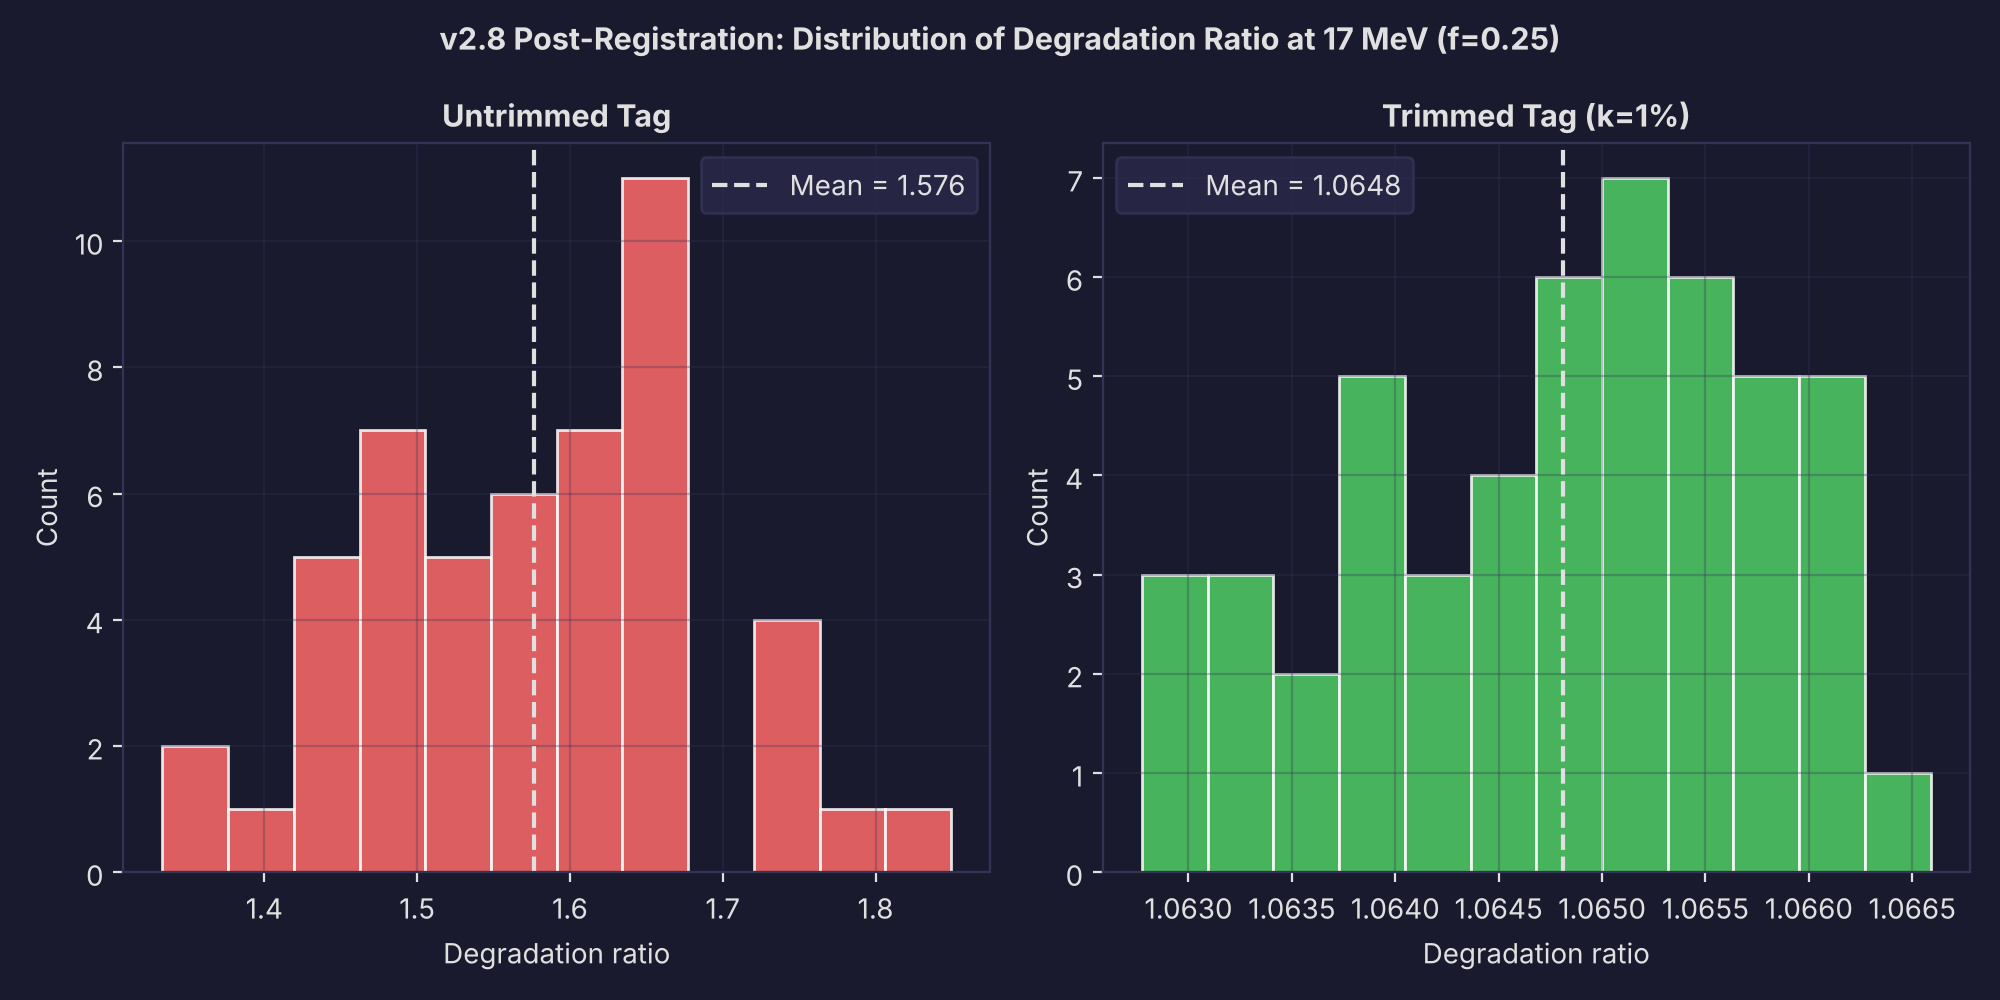 v2.8 Post-Registration: Distribution of Degradation Ratio at 17 MeV (f=0.25)
Untrimmed Tag
Mean = 1.576
Count
10
8
6
4
2
0
1.4 1.5 1.6 1.7 1.8
Degradation ratio
Trimmed Tag (k=1%)
Mean = 1.0648
Count
7
6
5
4
3
2
1
0
1.0630 1.0635 1.0640 1.0645 1.0650 1.0655 1.0660 1.0665
Degradation ratio